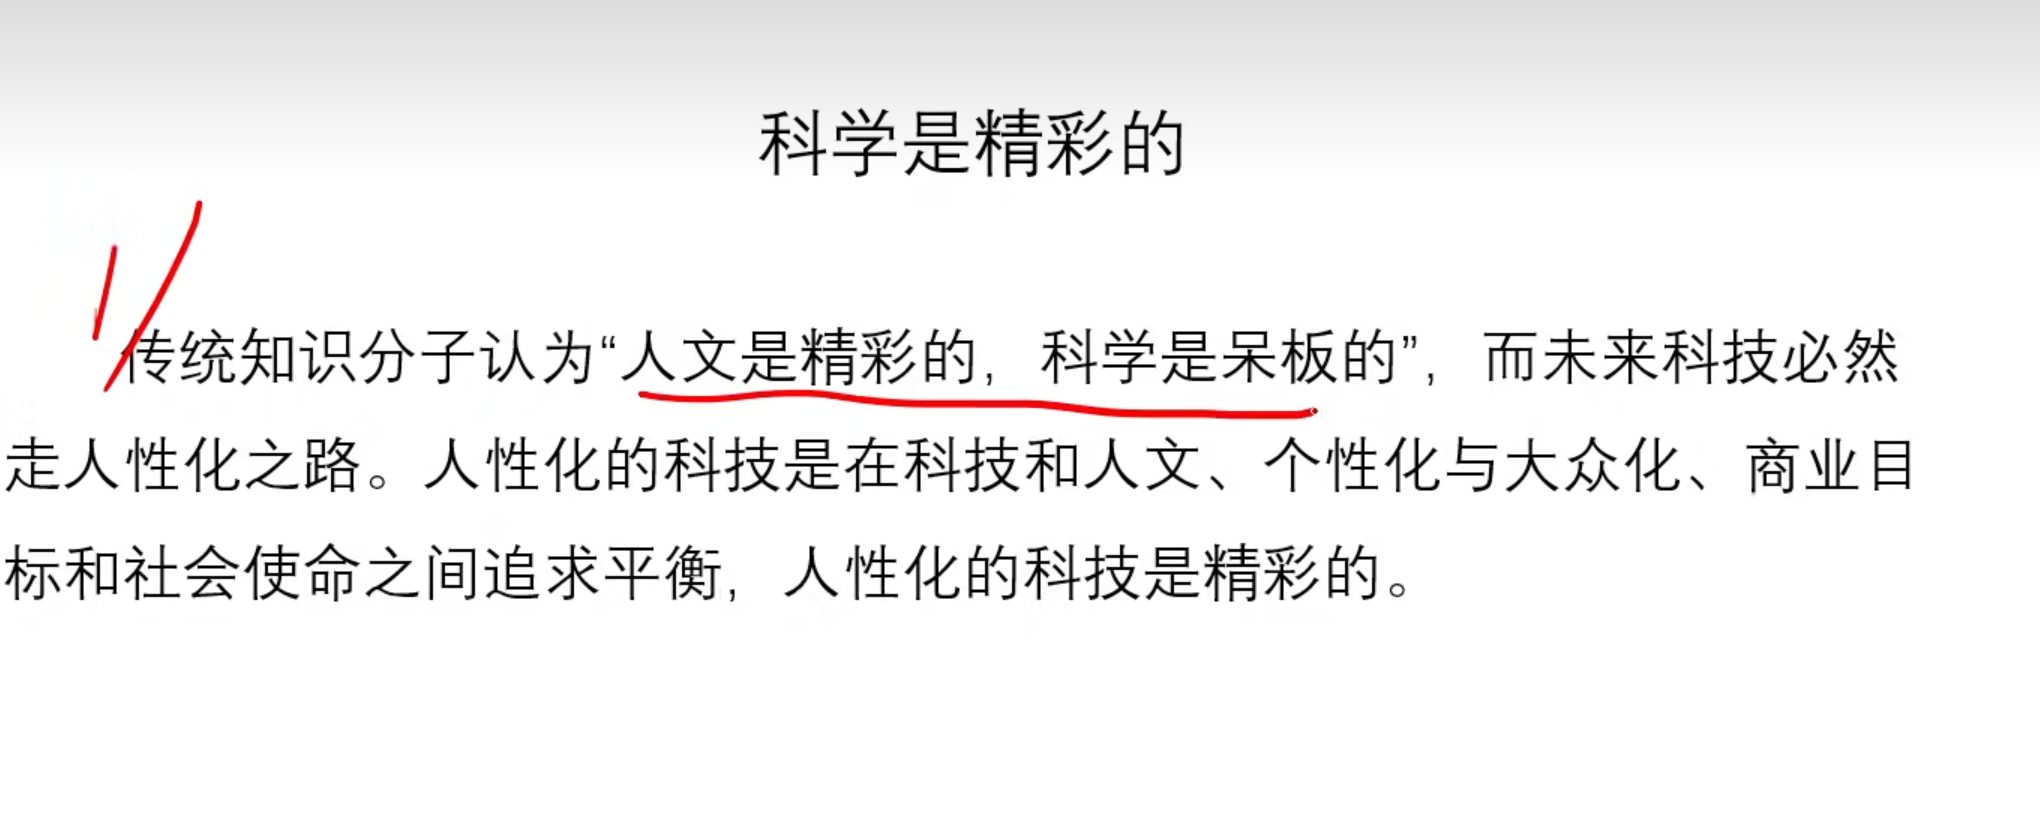 科学是精彩的
传统知识分子认为“人文是精彩的，科学是呆板的”，而未来科技必然
走人性化之路。人性化的科技是在科技和人文、个性化与大众化、商业目
标和社会使命之间追求平衡，人性化的科技是精彩的。